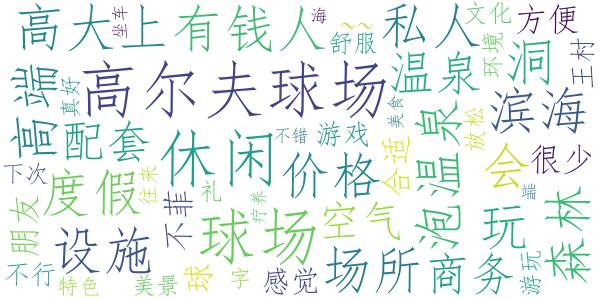 高大上
坐车
有钱人
海
~~
舒服
私人
文化
方便
高端
真好
高尔夫球场
温泉
环境
洞
王村
配套
休闲
不错
游戏
美食
放松
滨海
价格
合适
泡温泉
会
很少
下次
度假
往来
礼
疗养
朋友
不菲
空气
端
森林
设施
球场
玩
不行
特色
美景
球
字
感觉
场所
商务
游玩